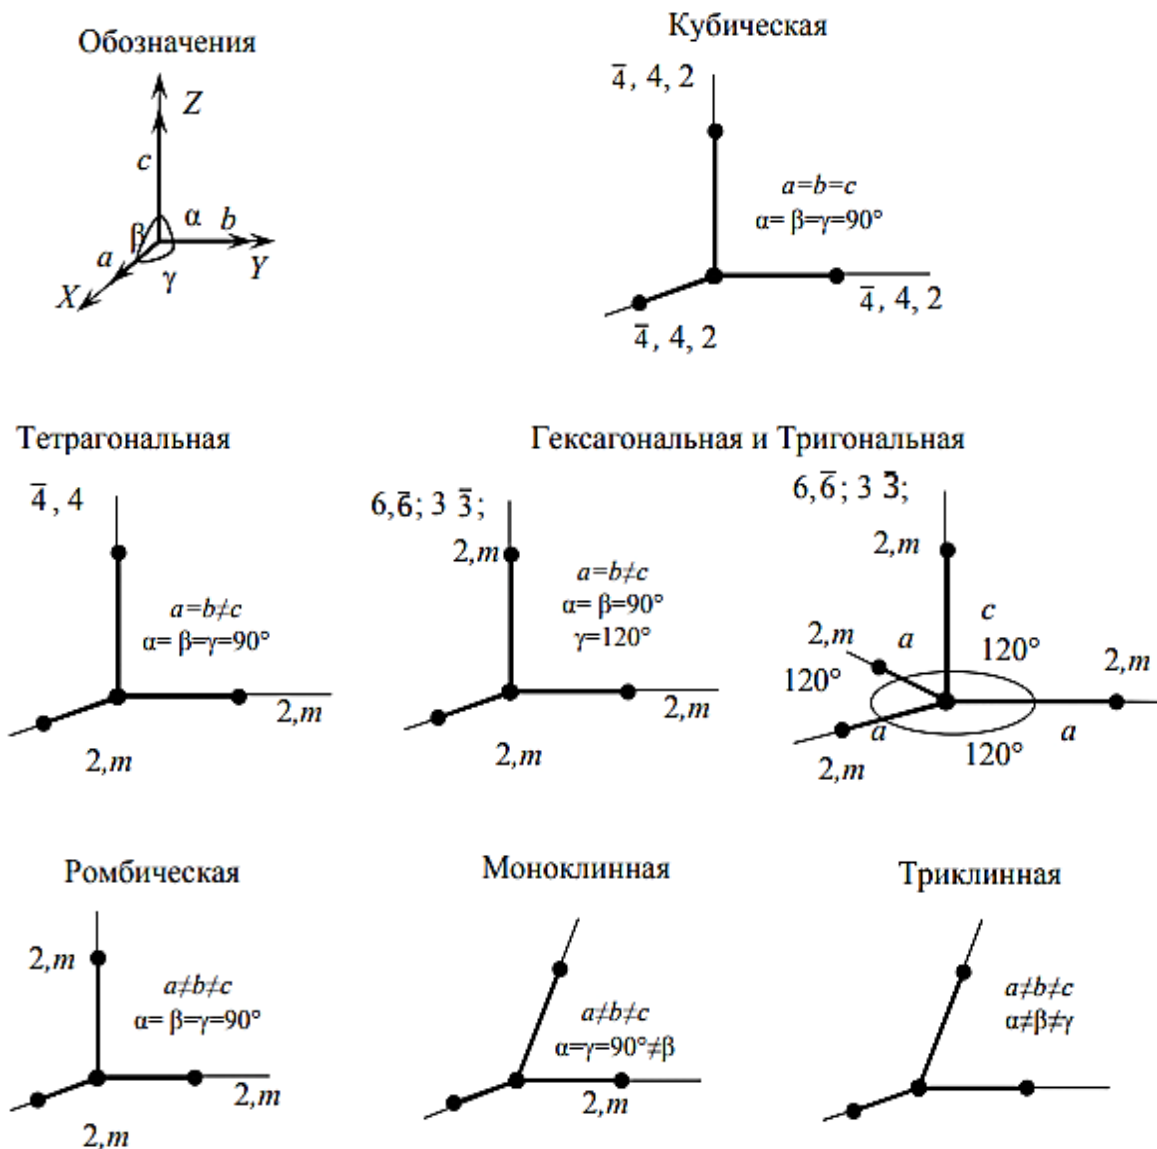 Обозначения
Z
c
α
b
β
a
γ
Y
X
Кубическая
4̅, 4, 2
a=b=c
α= β=γ=90°
4̅, 4, 2
4̅, 4, 2
Тетрагональная
4̅, 4
a=b≠c
α= β=γ=90°
2,m
2,m
Гексагональная и Тригональная
6,6̅; 3 3̅;
2,m
a=b≠c
α= β=90°
γ=120°
2,m
2,m
6,6̅; 3 3̅;
2,m
c
2,m
a
120°
2,m
120°
a
a
120°
2,m
Ромбическая
2,m
a≠b≠c
α= β=γ=90°
2,m
2,m
Моноклинная
a≠b≠c
α=γ=90°≠β
2,m
Триклинная
a≠b≠c
α≠β≠γ